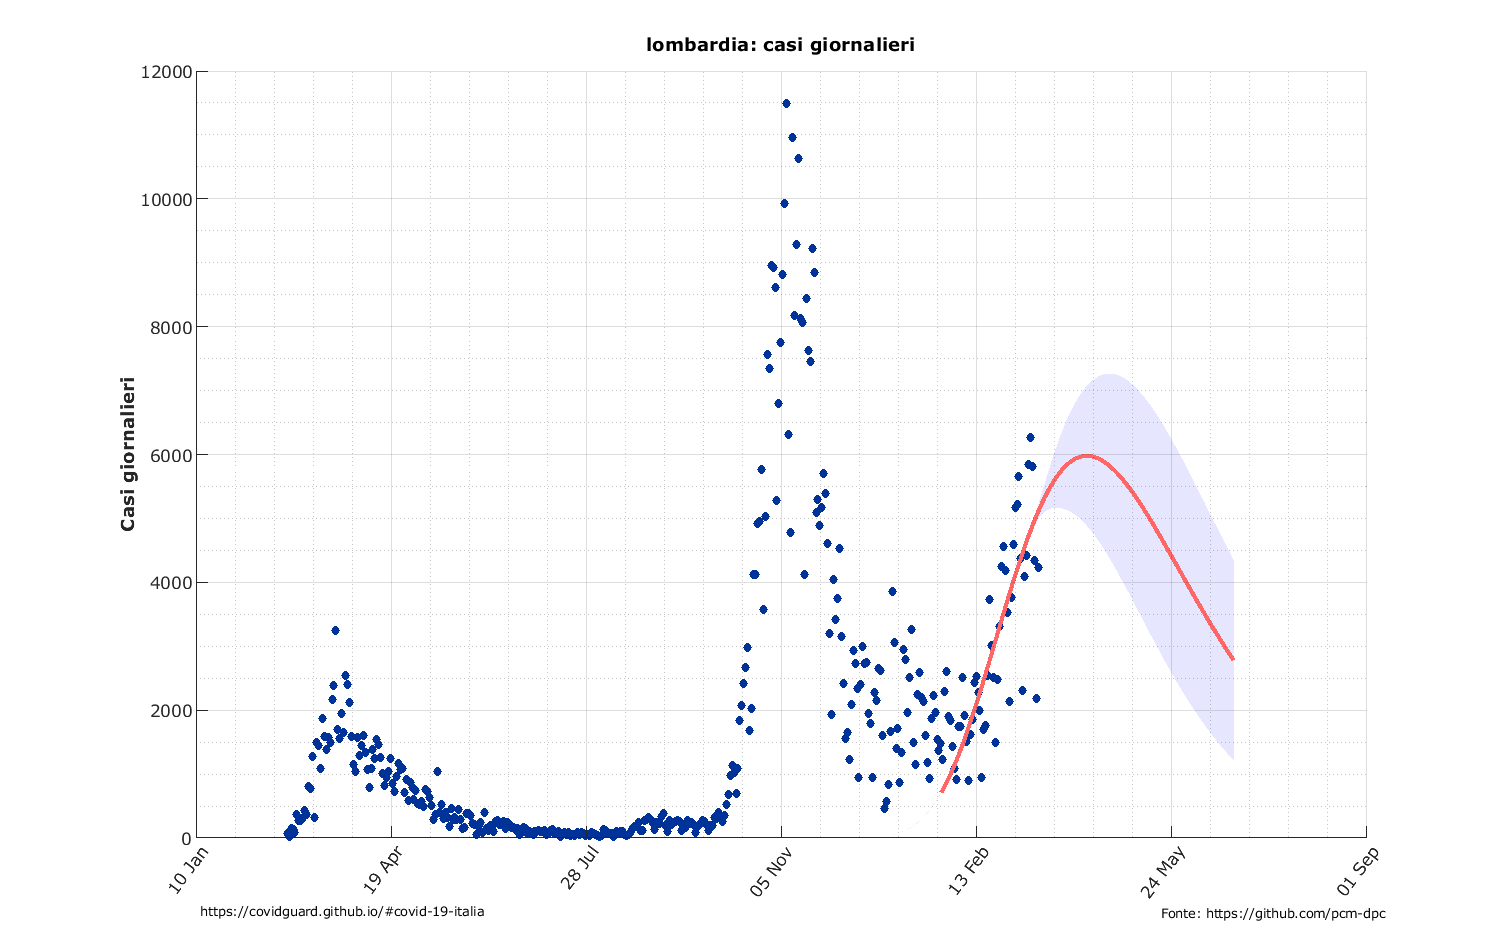 lombardia: casi giornalieri
12000
10000
8000
6000
4000
2000
0
Casi giornalieri
10 Jan
19 Apr
28 Jul
05 Nov
13 Feb
24 May
01 Sep
https://covidguard.github.io/#covid-19-italia
Fonte: https://github.com/pcm-dpc